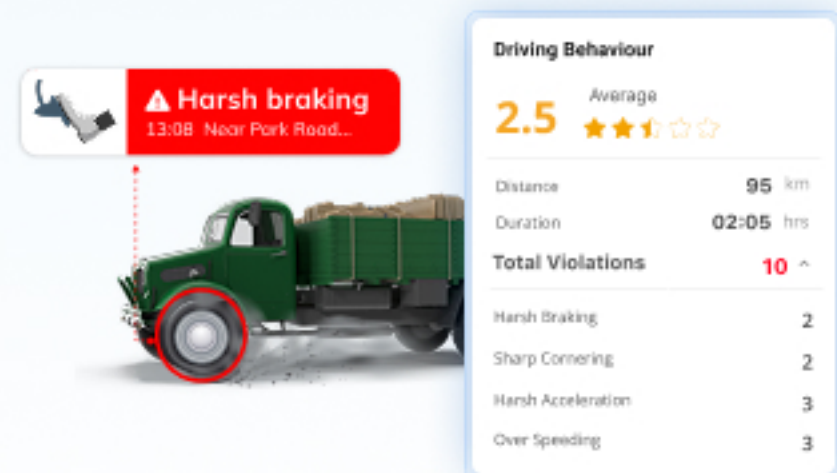 Harsh braking
13:08 Near Park Road...
Driving Behaviour
2.5
Average
Distance 95 km
Duration 02:05 hrs
Total Violations 10
Harsh Braking 2
Sharp Cornering 2
Harsh Acceleration 3
Over Speeding 3